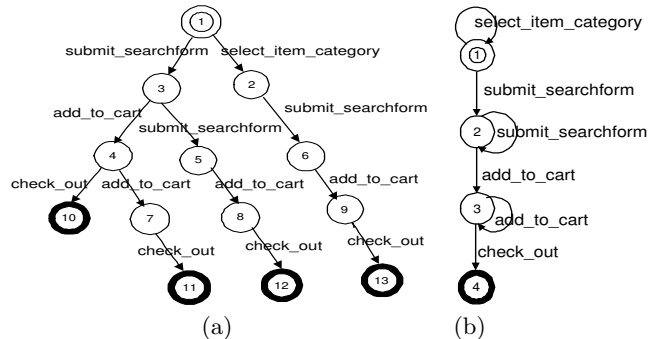 1
1
select_item_category
submit_searchform select_item_category
3
2
submit_searchform
add_to_cart
submit_searchform
submit_searchform
2
submit_searchform
4
5
6
check_out
add_to_cart
add_to_cart
add_to_cart
add_to_cart
10
7
8
9
3
add_to_cart
check_out
check_out
check_out
check_out
11
12
13
4
(a)
(b)